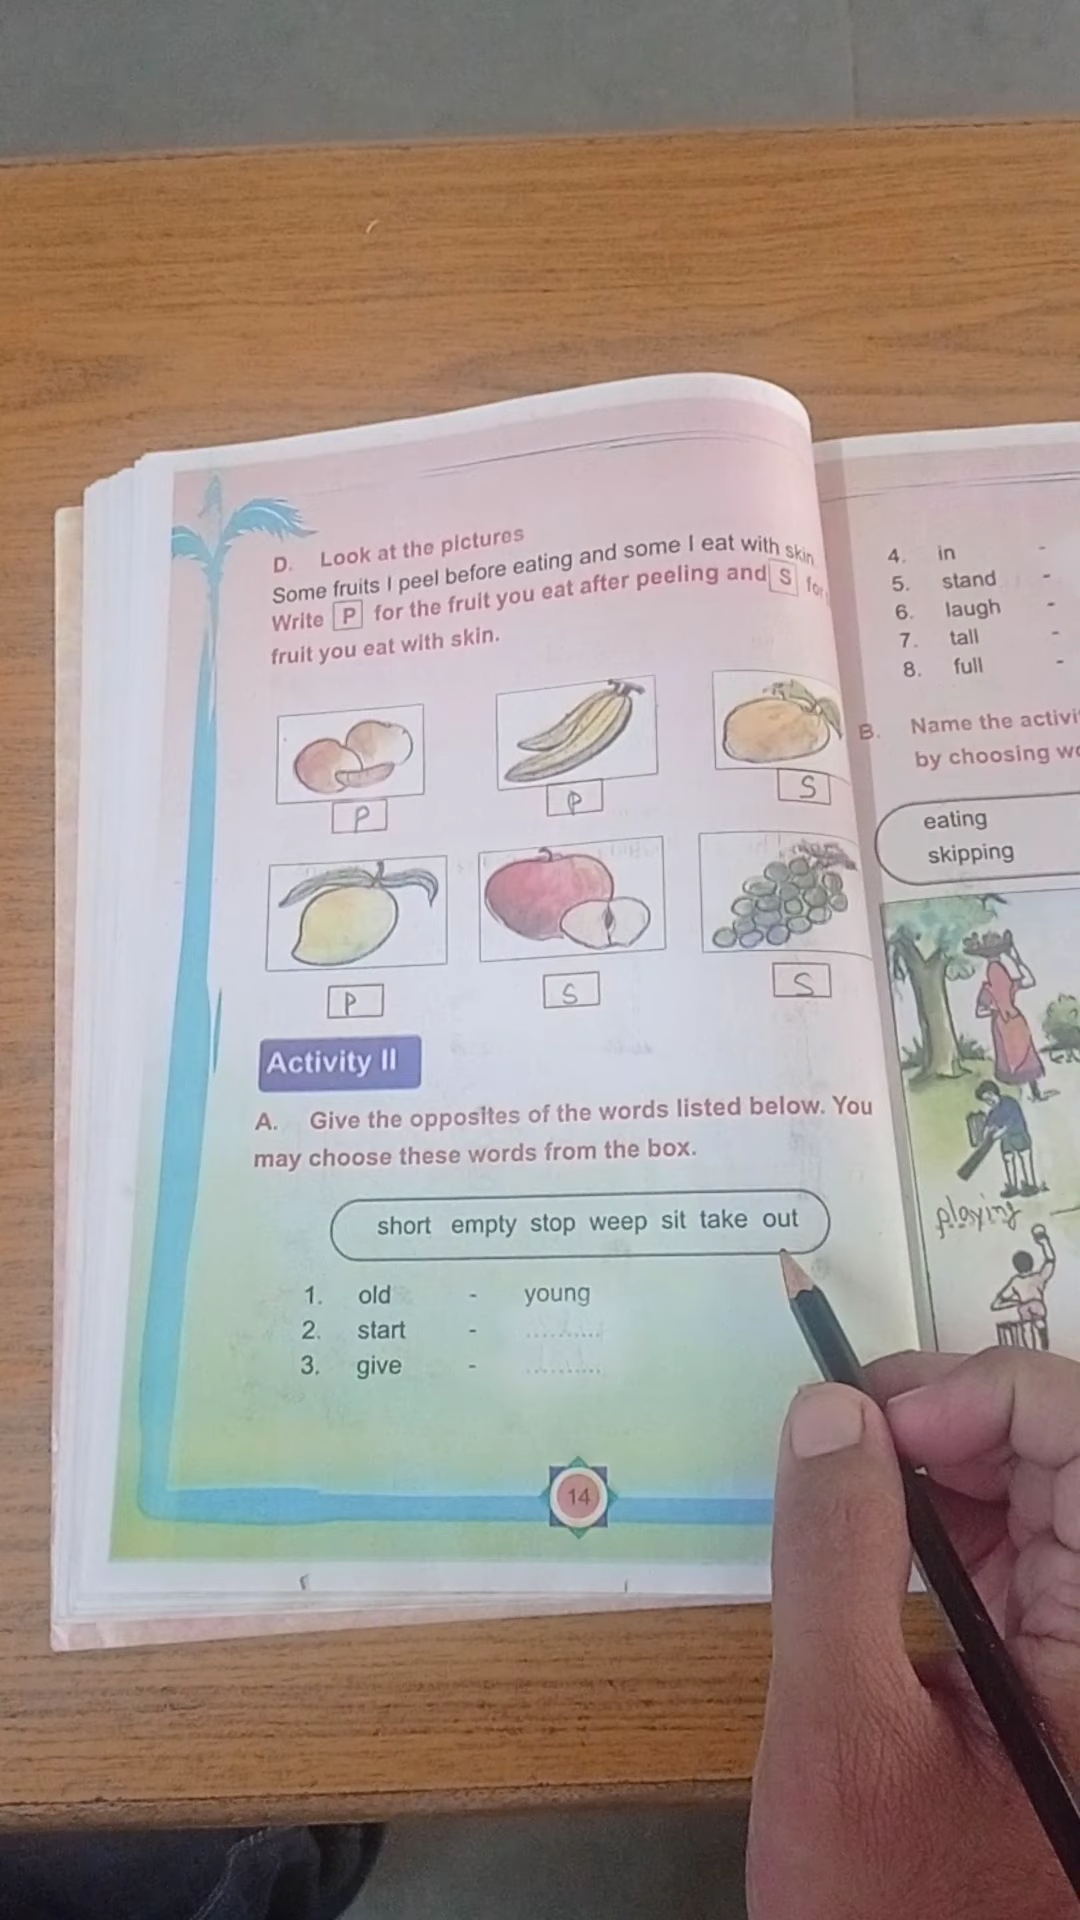 D. Look at the pictures
Some fruits I peel before eating and some I eat with skin
Write P for the fruit you eat after peeling and S for
fruit you eat with skin.
P
P
S
P
S
S
Activity II
A. Give the opposites of the words listed below. You
may choose these words from the box.
short empty stop weep sit take out
1. old - young
2. start - ............
3. give - ............
14
4. in -
5. stand -
6. laugh -
7. tall -
8. full -
B. Name the activi
by choosing
eating
skipping
playing